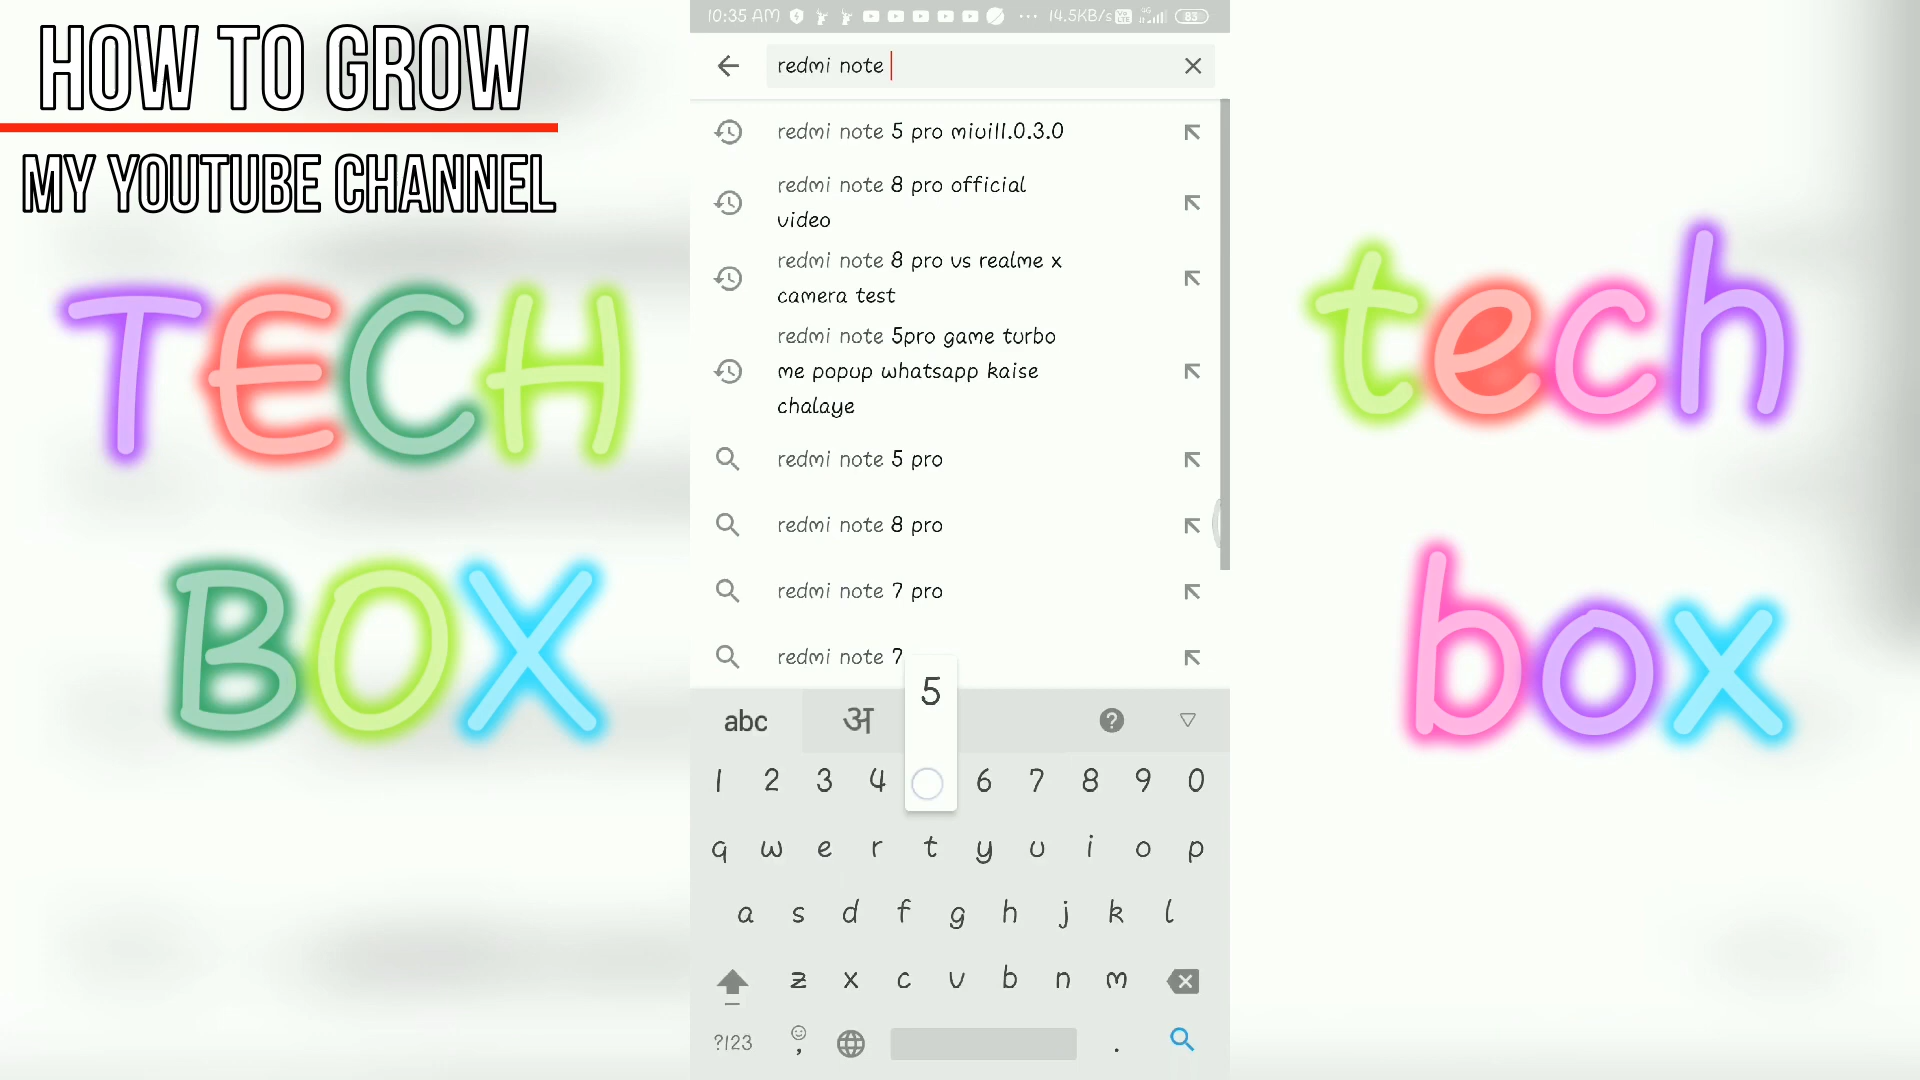 HOW TO GROW
MY YOUTUBE CHANNEL
TECH
BOX
10:35 AM ... 14.5KB/s VoLTE 4G 83
redmi note
redmi note 5 pro miui11.0.3.0
redmi note 8 pro official
video
redmi note 8 pro vs realme x
camera test
redmi note 5pro game turbo
me popup whatsapp kaise
chalaye
redmi note 5 pro
redmi note 8 pro
redmi note 7 pro
redmi note 7
5
abc अ ?
1 2 3 4 6 7 8 9 0
q w e r t y u i o p
a s d f g h j k l
z x c v b n m
?123 , .
tech
box